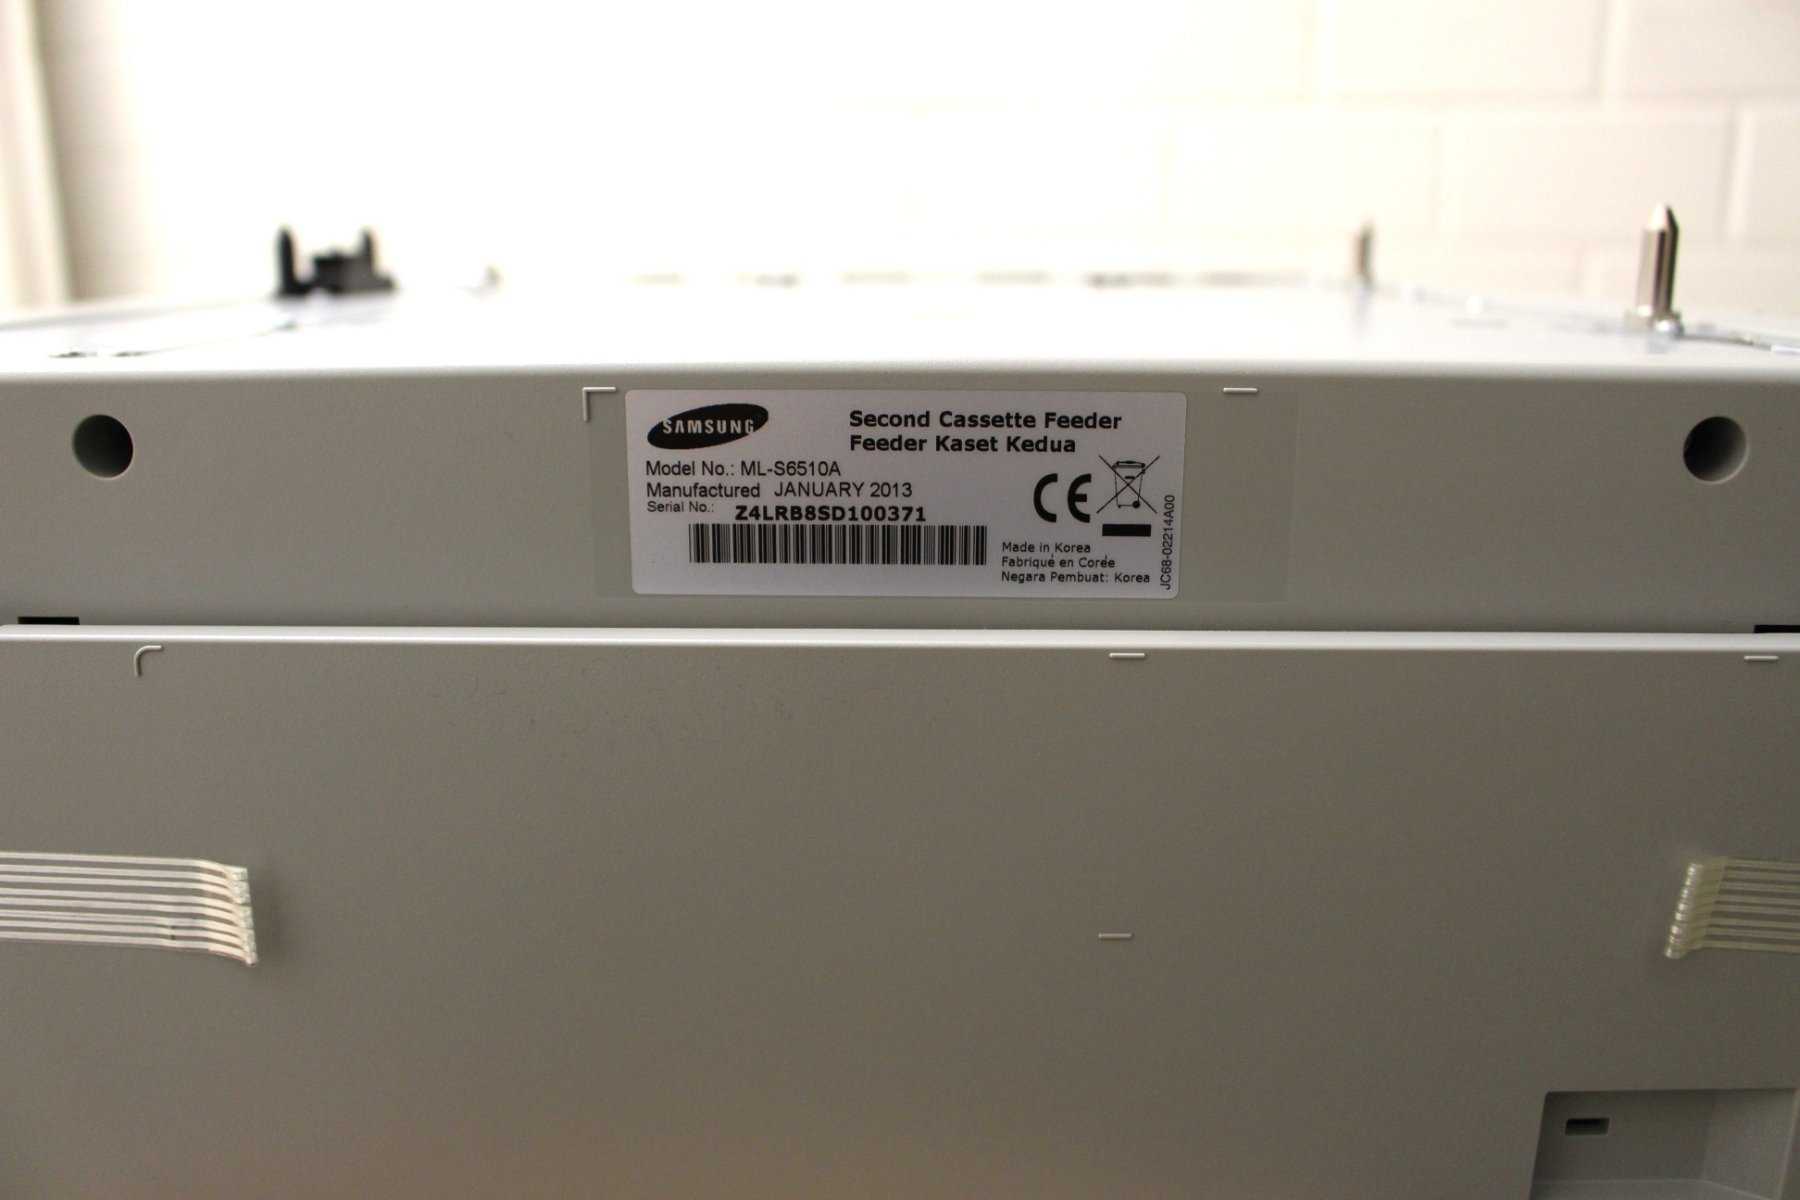 SAMSUNG
Second Cassette Feeder
Feeder Kaset Kedua
Model No.: ML-S6510A
Manufactured JANUARY 2013
Serial No.: Z4LRB8SD100371
CE
Made in Korea
Fabriqué en Corée
Negara Pembuat: Korea
JC68-02214A00